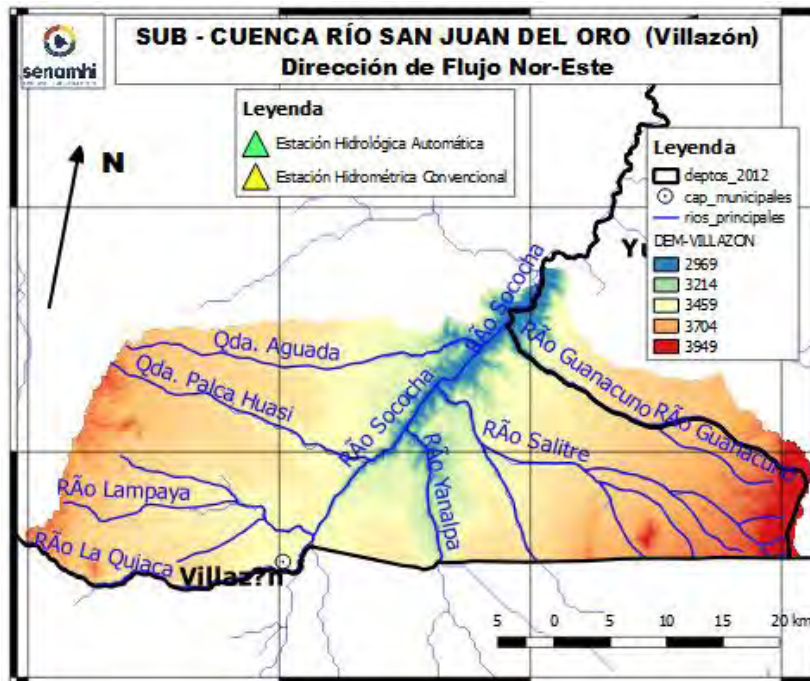 senamhi
SUB - CUENCA RÍO SAN JUAN DEL ORO (Villazón)
Dirección de Flujo Nor-Este
Leyenda
Estación Hidrológica Automática
Estación Hidrométrica Convencional
N
Leyenda
deptos_2012
cap_municipales
rios_principales
DEM-VILLAZON
2969
3214
3459
3704
3949
RÃo Sococha
Qda. Aguada
RÃo Guanacuno
Qda. Palca Huasi
RÃo Sococha
RÃo Guanacuno
RÃo Salitre
RÃo Yanalpa
RÃo Lampaya
RÃo La Quiaca
Villaz?n
5 0 5 10 15 20 km